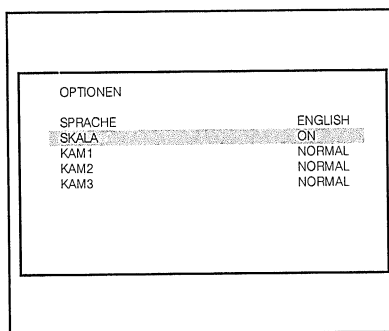 OPTIONEN
SPRACHE ENGLISH
SKALA ON
KAM1 NORMAL
KAM2 NORMAL
KAM3 NORMAL